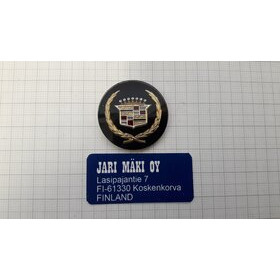 JARI MÄKI OY
Lasipajantie 7
FI-61330 Koskenkorva
FINLAND